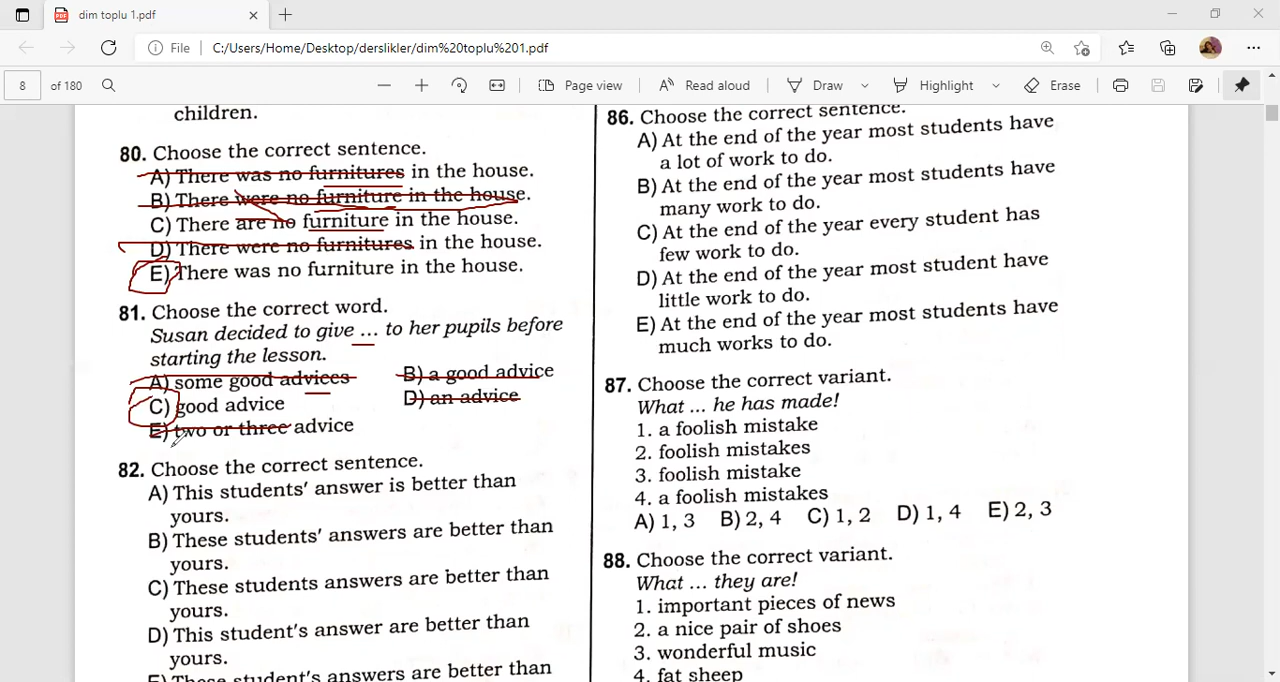 dim toplu 1.pdf
File
C:/Users/Home/Desktop/derslikler/dim%20toplu%201.pdf
8
of 180
Page view
Read aloud
Draw
Highlight
Erase
children.
80. Choose the correct sentence.
A) There was no furnitures in the house.
B) There were no furniture in the house.
C) There are no furniture in the house.
D) There were no furnitures in the house.
E) There was no furniture in the house.
81. Choose the correct word.
Susan decided to give ... to her pupils before
starting the lesson.
A) some good advices B) a good advice
C) good advice D) an advice
E) two or three advice
82. Choose the correct sentence.
A) This students' answer is better than
yours.
B) These students' answers are better than
yours.
C) These students answers are better than
yours.
D) This student's answer are better than
yours.
E) These student's answers are better than
86. Choose the correct sentence.
A) At the end of the year most students have
a lot of work to do.
B) At the end of the year most students have
many work to do.
C) At the end of the year every student has
few work to do.
D) At the end of the year most student have
little work to do.
E) At the end of the year most students have
much works to do.
87. Choose the correct variant.
What ... he has made!
1. a foolish mistake
2. foolish mistakes
3. foolish mistake
4. a foolish mistakes
A) 1, 3 B) 2, 4 C) 1, 2 D) 1, 4 E) 2, 3
88. Choose the correct variant.
What ... they are!
1. important pieces of news
2. a nice pair of shoes
3. wonderful music
4. fat sheep